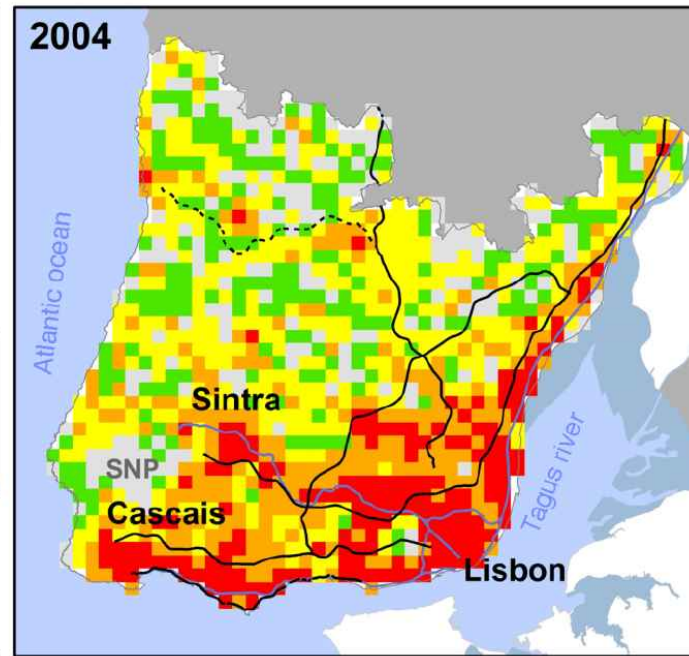 2004
Atlantic ocean
Sintra
SNP
Cascais
Tagus river
Lisbon